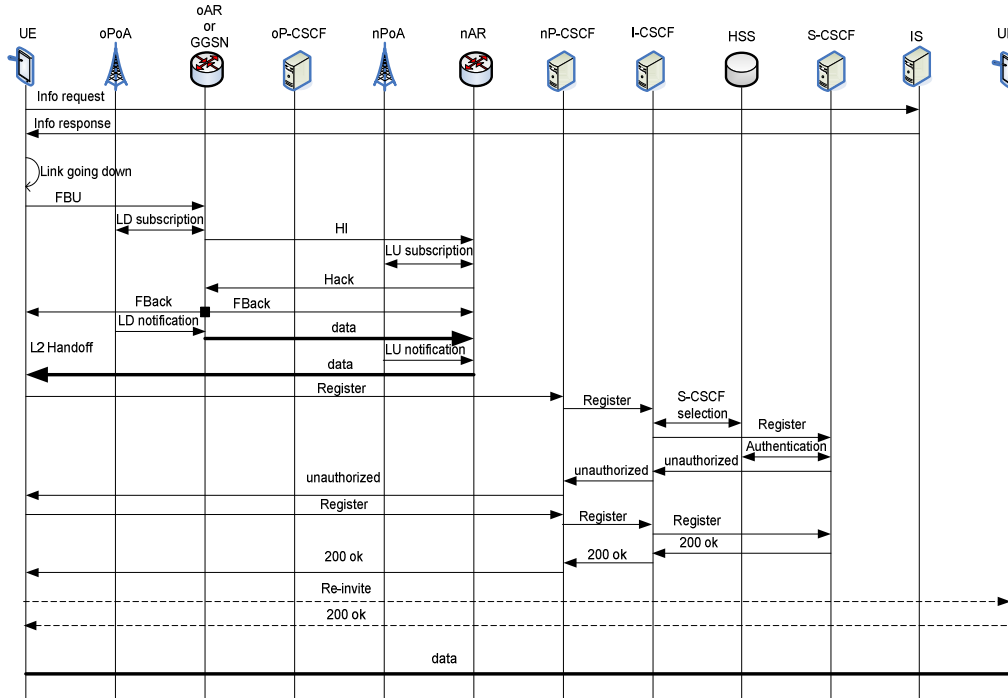 UE
oPoA
oAR
or
GGSN
oP-CSCF
nPoA
nAR
nP-CSCF
I-CSCF
HSS
S-CSCF
IS
Info request
Info response
Link going down
FBU
LD subscription
HI
LU subscription
Hack
FBack
FBack
LD notification
data
L2 Handoff
LU notification
data
Register
Register
S-CSCF
selection
Register
Authentication
unauthorized
unauthorized
unauthorized
Register
Register
Register
200 ok
200 ok
200 ok
Re-invite
200 ok
data